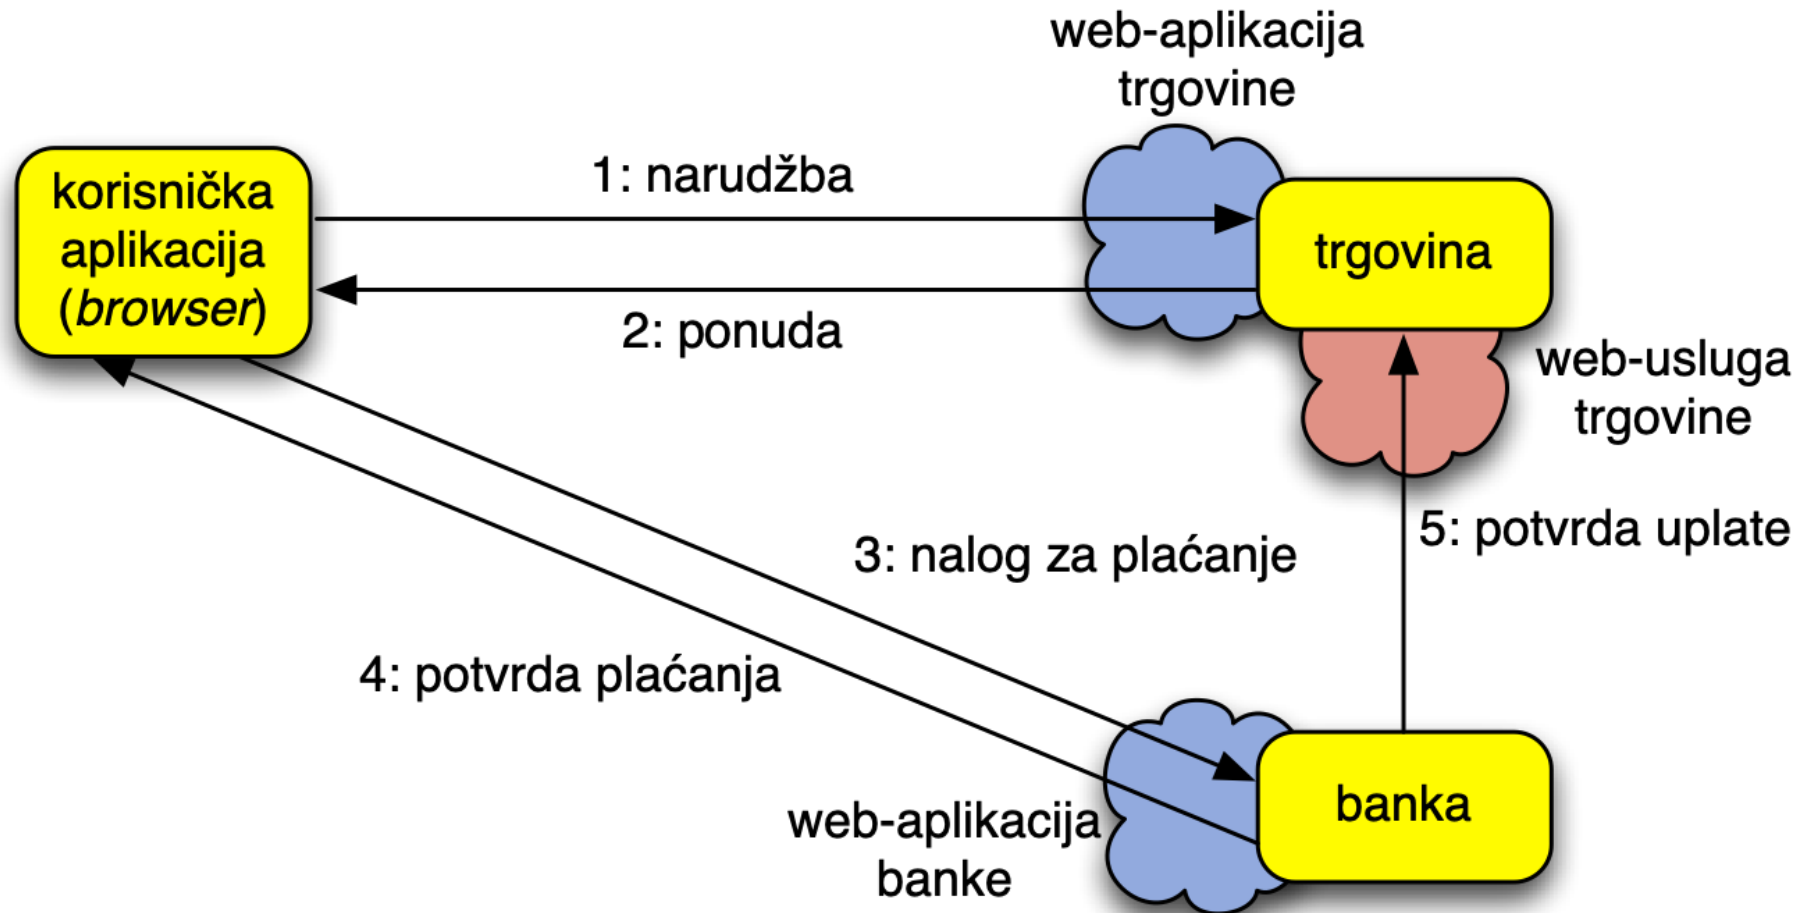 web-aplikacija
trgovine
korisnička
aplikacija
(browser)
1: narudžba
trgovina
2: ponuda
web-usluga
trgovine
3: nalog za plaćanje
5: potvrda uplate
4: potvrda plaćanja
web-aplikacija
banke
banka